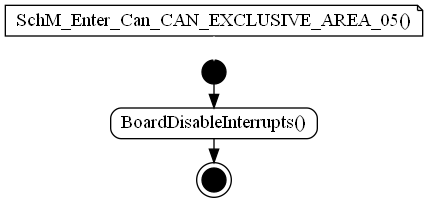 SchM_Enter_Can_CAN_EXCLUSIVE_AREA_05()
BoardDisableInterrupts()